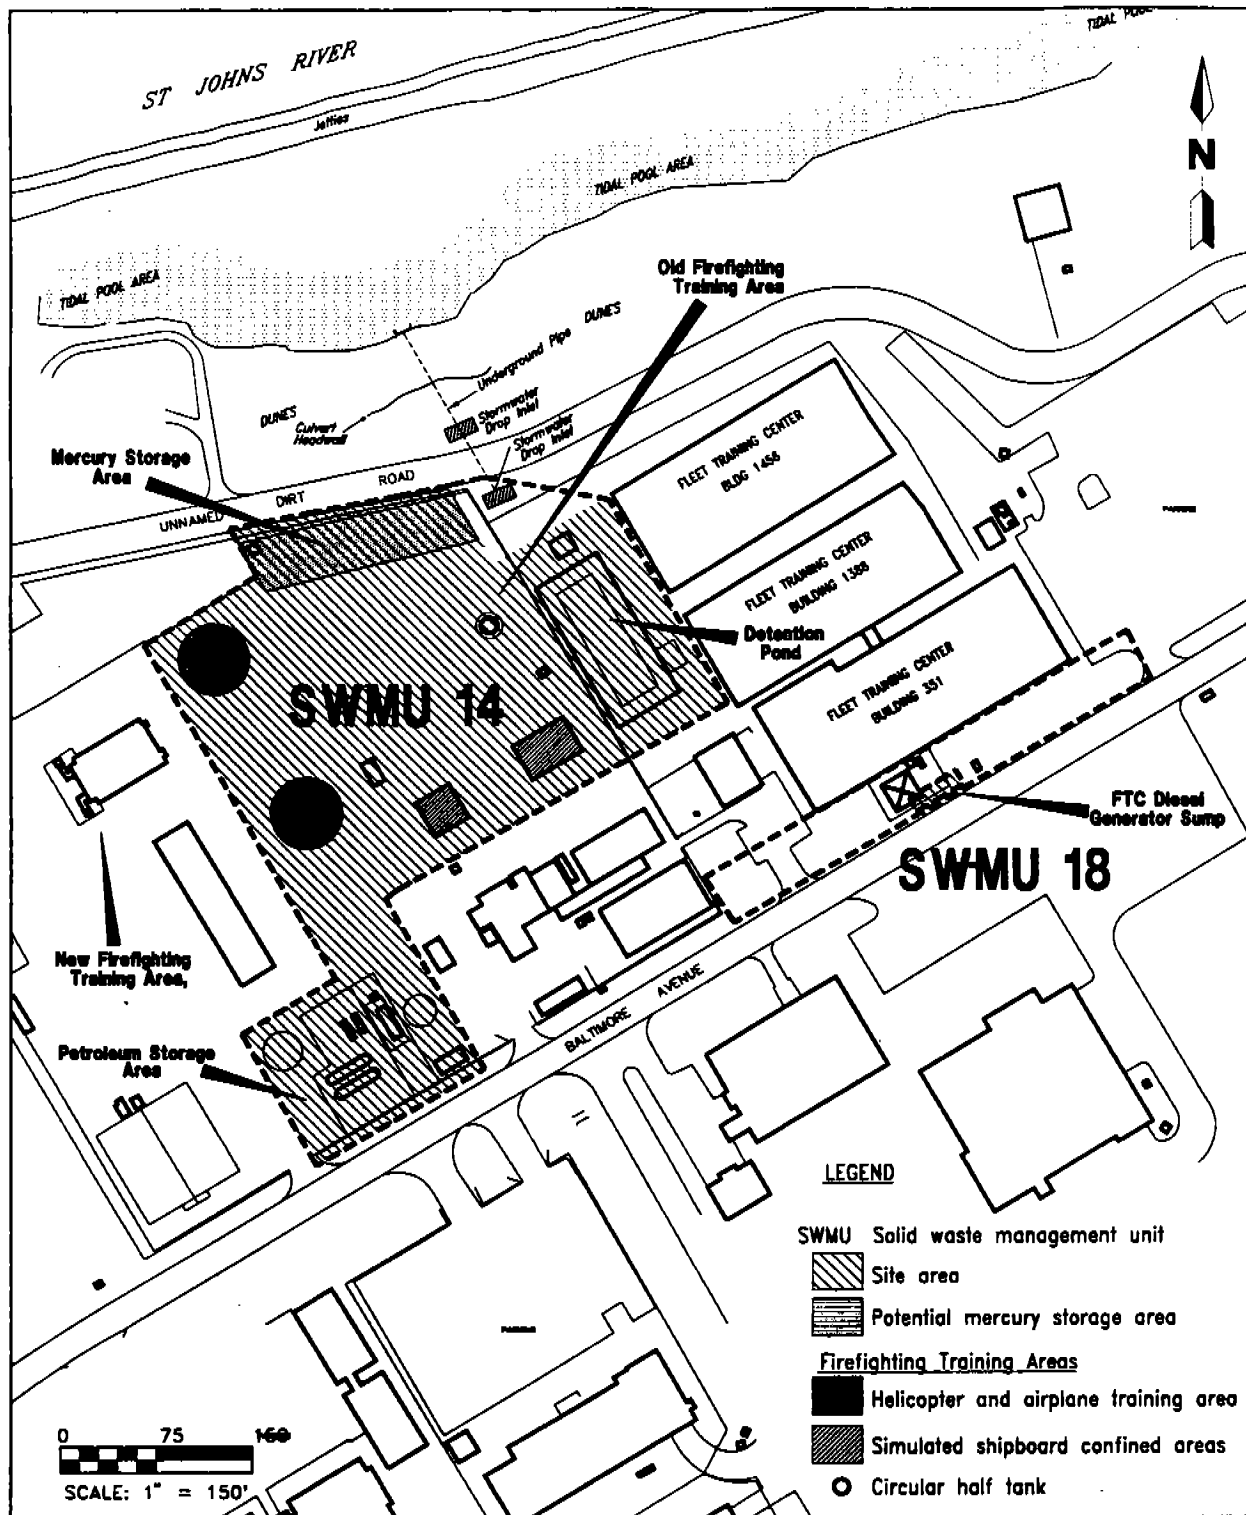 TIDAL POOL
ST JOHNS RIVER
Jetties
N
TIDAL POOL AREA
Old Firefighting
Training Area
TIDAL POOL AREA
DUNES
Underground Pipe
DUNES
Culvert
Headwall
Stormwater
Drop Inlet
Stormwater
Drop Inlet
Mercury Storage
Area
UNNAMED DIRT ROAD
FLEET TRAINING CENTER
BLDG 1456
FLEET TRAINING CENTER
BUILDING 1388
Detention
Pond
FLEET TRAINING CENTER
BUILDING 351
SWMU 14
FTC Diesel
Generator Sump
SWMU 18
New Firefighting
Training Area,
BALTIMORE AVENUE
Petroleum Storage
Area
LEGEND
SWMU Solid waste management unit
Site area
Potential mercury storage area
Firefighting Training Areas
Helicopter and airplane training area
Simulated shipboard confined areas
Circular half tank
0 75 150
SCALE: 1" = 150'